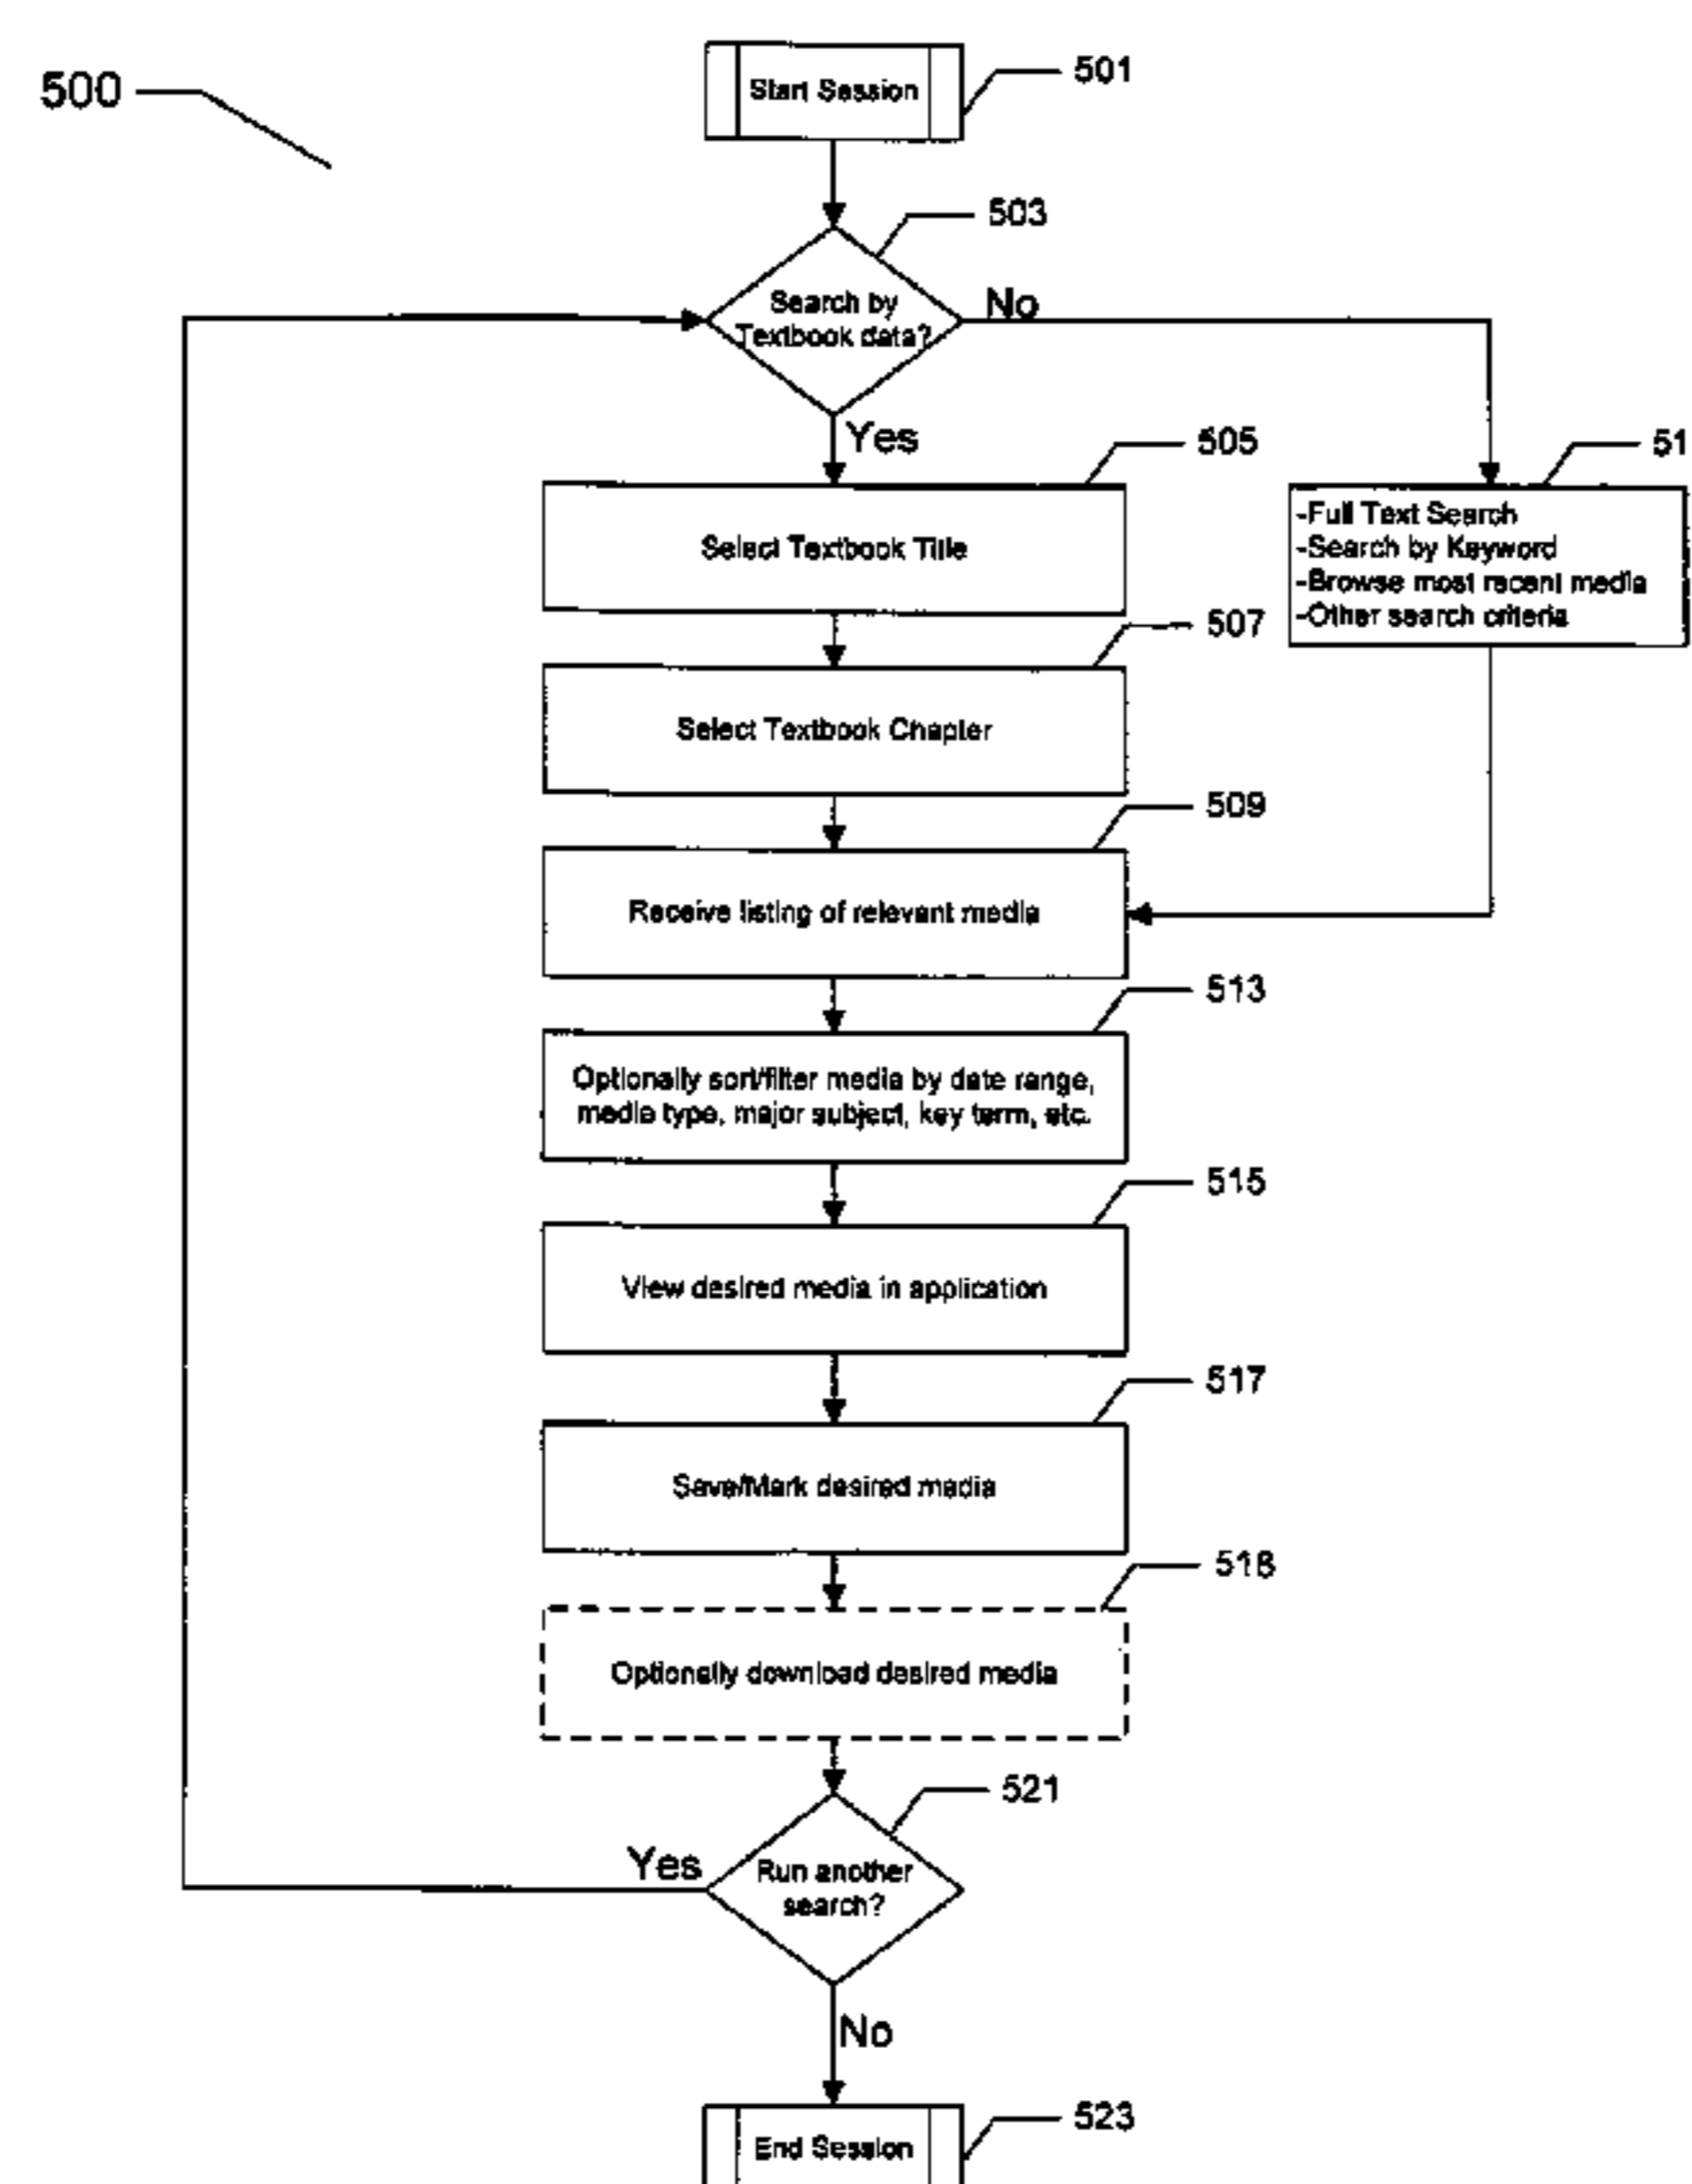 500
Start Session
501
503
Search by
Textbook data?
No
Yes
505
51
Select Textbook Title
-Full Text Search
-Search by Keyword
-Browse most recent media
-Other search criteria
507
Select Textbook Chapter
509
Receive listing of relevant media
513
Optionally sort/filter media by date range,
media type, major subject, key term, etc.
515
View desired media in application
517
Save/Mark desired media
518
Optionally download desired media
521
Yes
Run another
search?
No
523
End Session